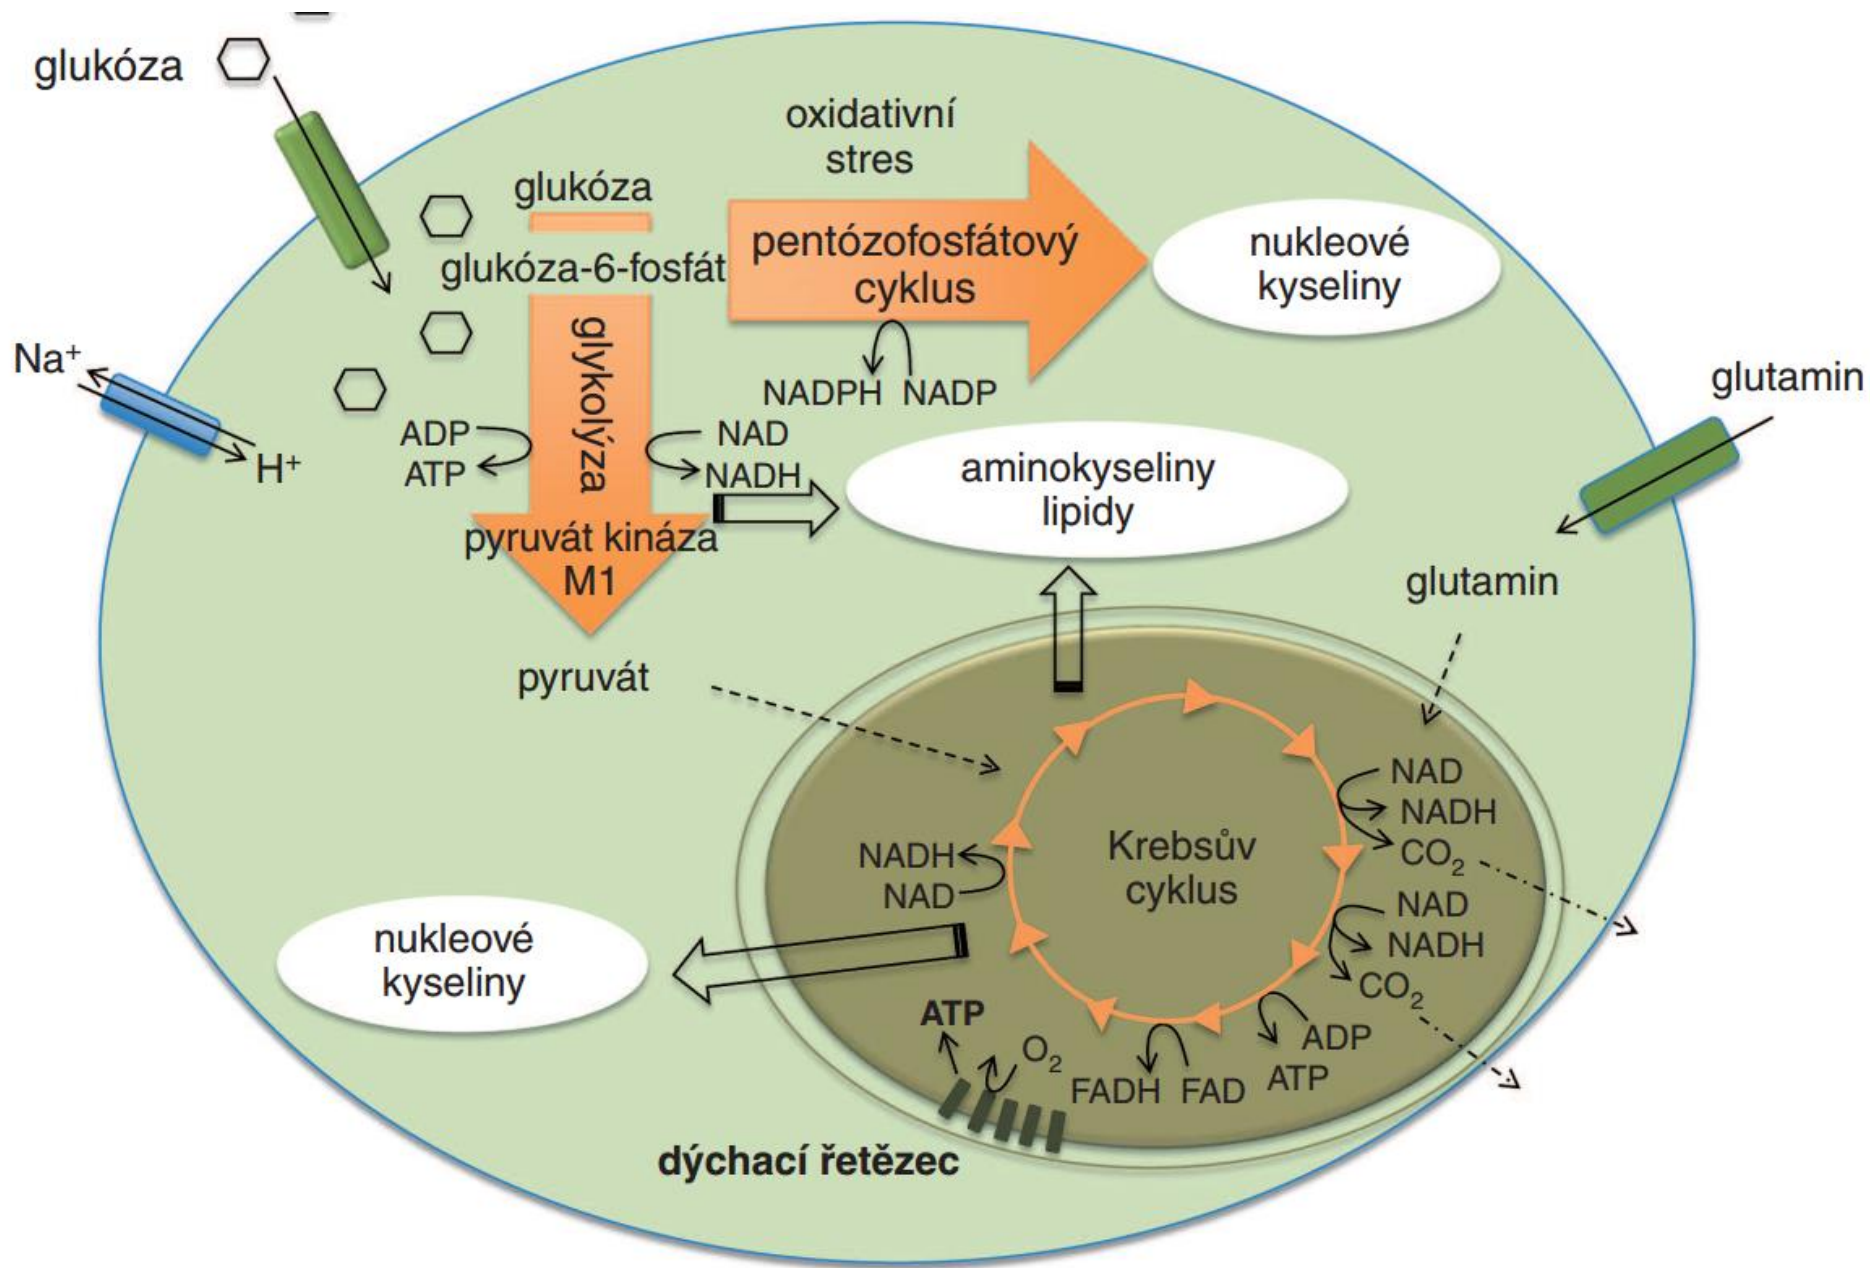 glukóza
oxidativní
stres
glukóza
glukóza-6-fosfát
pentózofosfátový
cyklus
nukleové
kyseliny
glykolýza
NADPH NADP
Na⁺
H⁺
ADP
ATP
NAD
NADH
aminokyseliny
lipidy
glutamin
pyruvát kináza
M1
glutamin
pyruvát
NAD
NADH
CO₂
Krebsův
cyklus
NADH
NAD
NAD
NADH
CO₂
nukleové
kyseliny
ATP
O₂
ADP
ATP
FADH FAD
dýchací řetězec